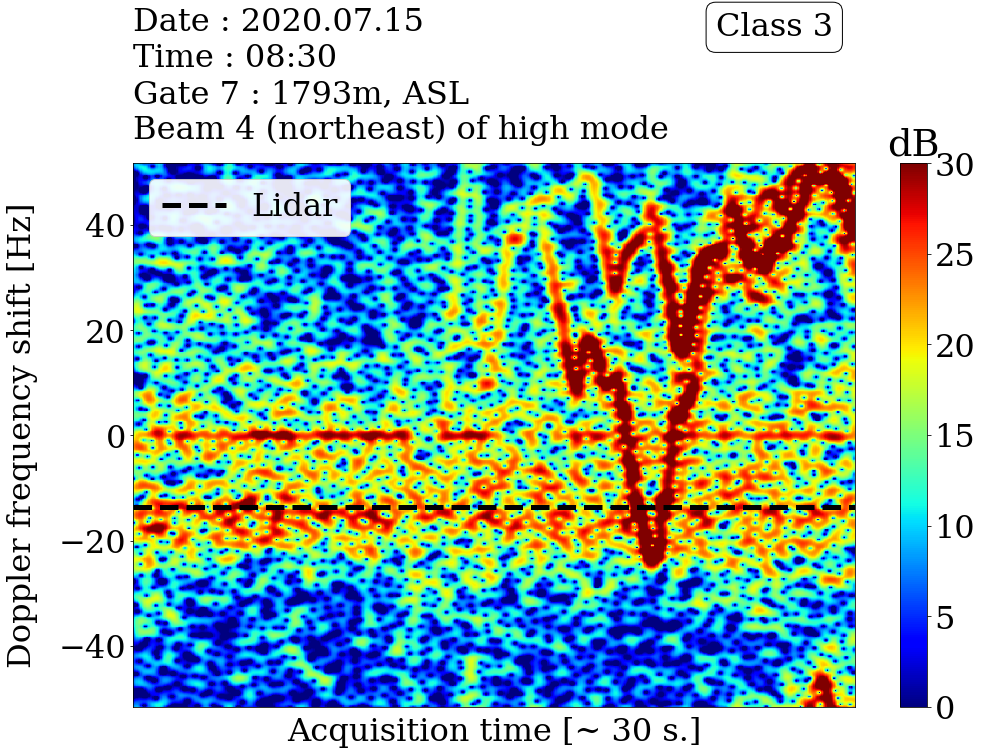 Date : 2020.07.15
Time : 08:30
Gate 7 : 1793m, ASL
Beam 4 (northeast) of high mode
Class 3
dB
Lidar
Doppler frequency shift [Hz]
40
20
0
−20
−40
30
25
20
15
10
5
0
Acquisition time [~ 30 s.]